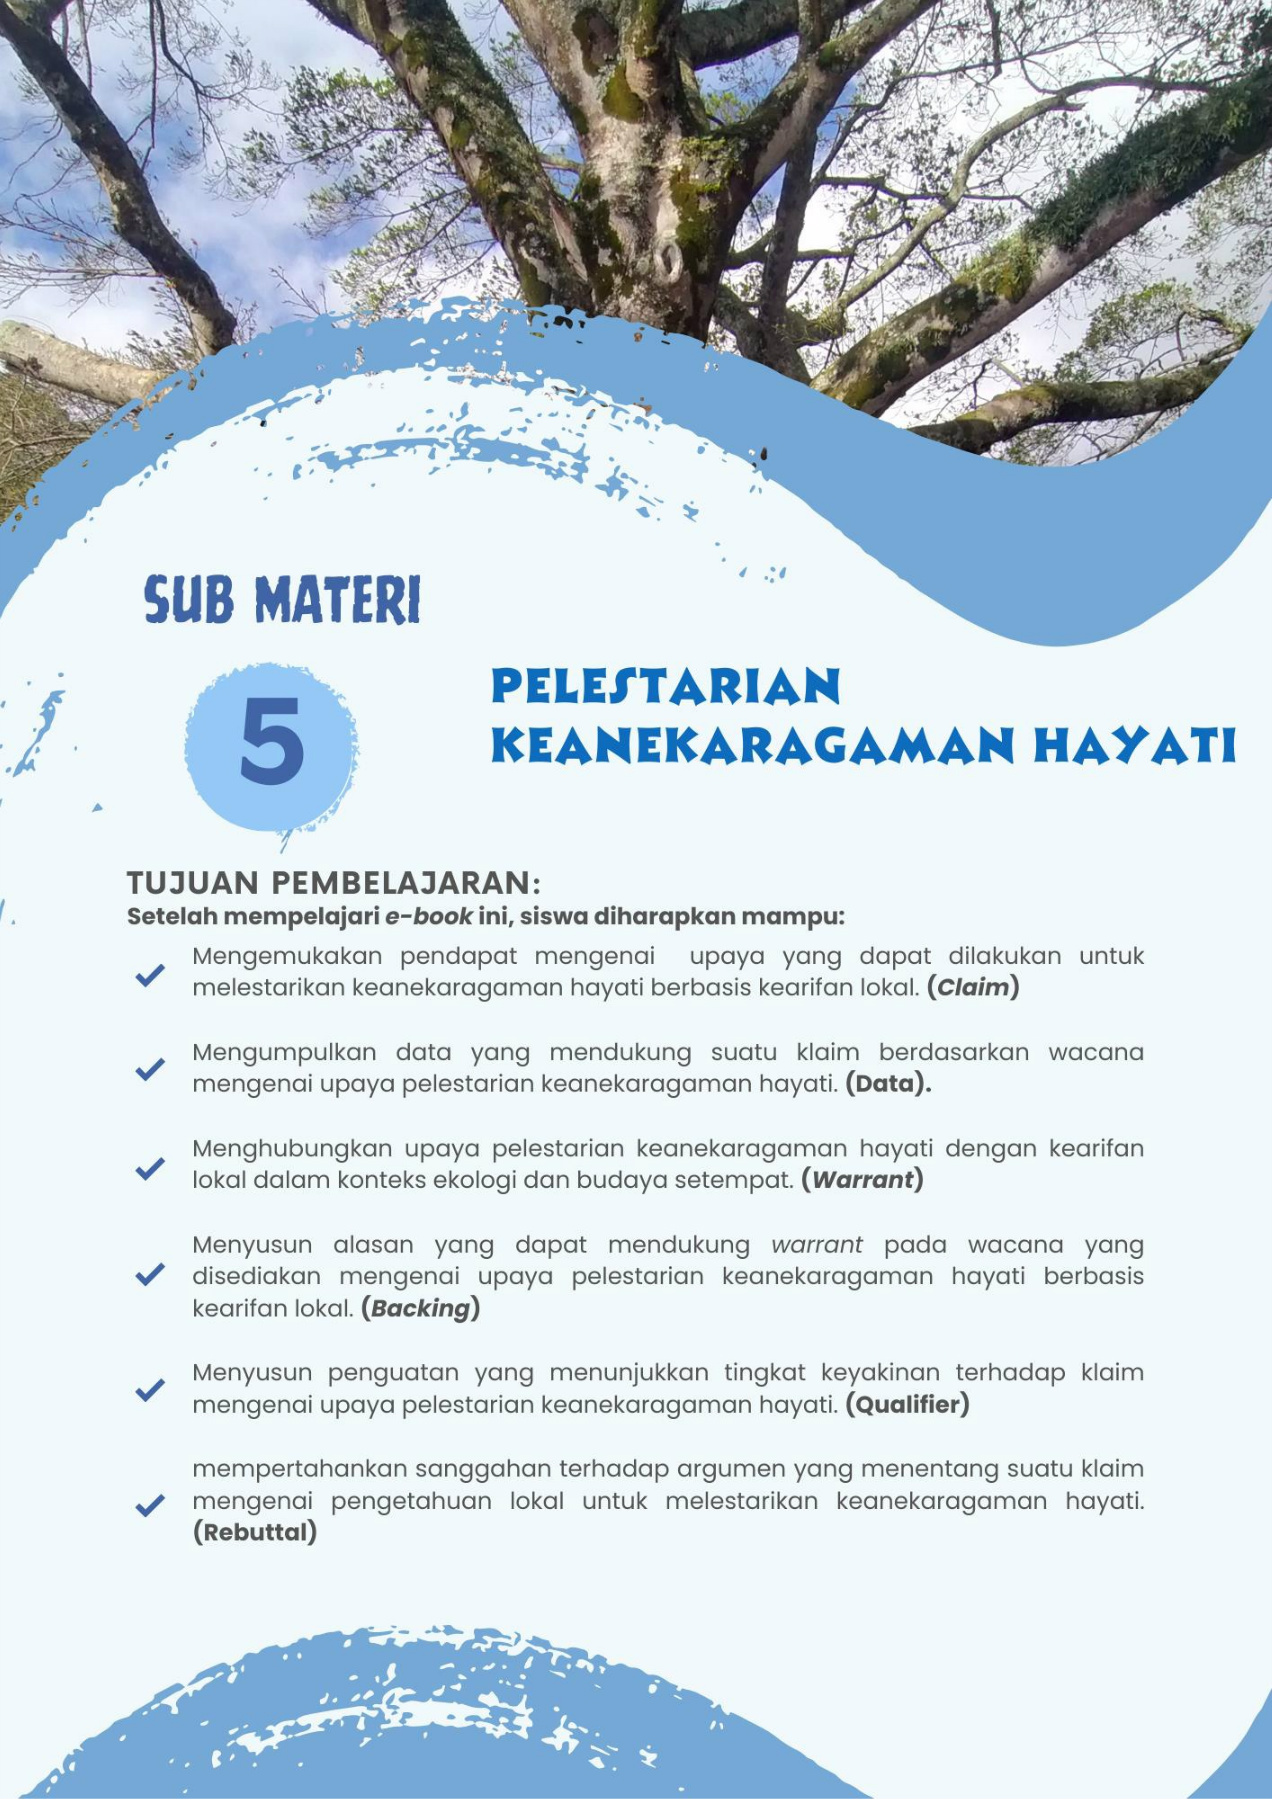 SUB MATERI
5
PELESTARIAN
KEANEKARAGAMAN HAYATI
TUJUAN PEMBELAJARAN:
Setelah mempelajari e-book ini, siswa diharapkan mampu:
Mengemukakan pendapat mengenai upaya yang dapat dilakukan untuk
melestarikan keanekaragaman hayati berbasis kearifan lokal. (Claim)
Mengumpulkan data yang mendukung suatu klaim berdasarkan wacana
mengenai upaya pelestarian keanekaragaman hayati. (Data).
Menghubungkan upaya pelestarian keanekaragaman hayati dengan kearifan
lokal dalam konteks ekologi dan budaya setempat. (Warrant)
Menyusun alasan yang dapat mendukung warrant pada wacana yang
disediakan mengenai upaya pelestarian keanekaragaman hayati berbasis
kearifan lokal. (Backing)
Menyusun penguatan yang menunjukkan tingkat keyakinan terhadap klaim
mengenai upaya pelestarian keanekaragaman hayati. (Qualifier)
mempertahankan sanggahan terhadap argumen yang menentang suatu klaim
mengenai pengetahuan lokal untuk melestarikan keanekaragaman hayati.
(Rebuttal)